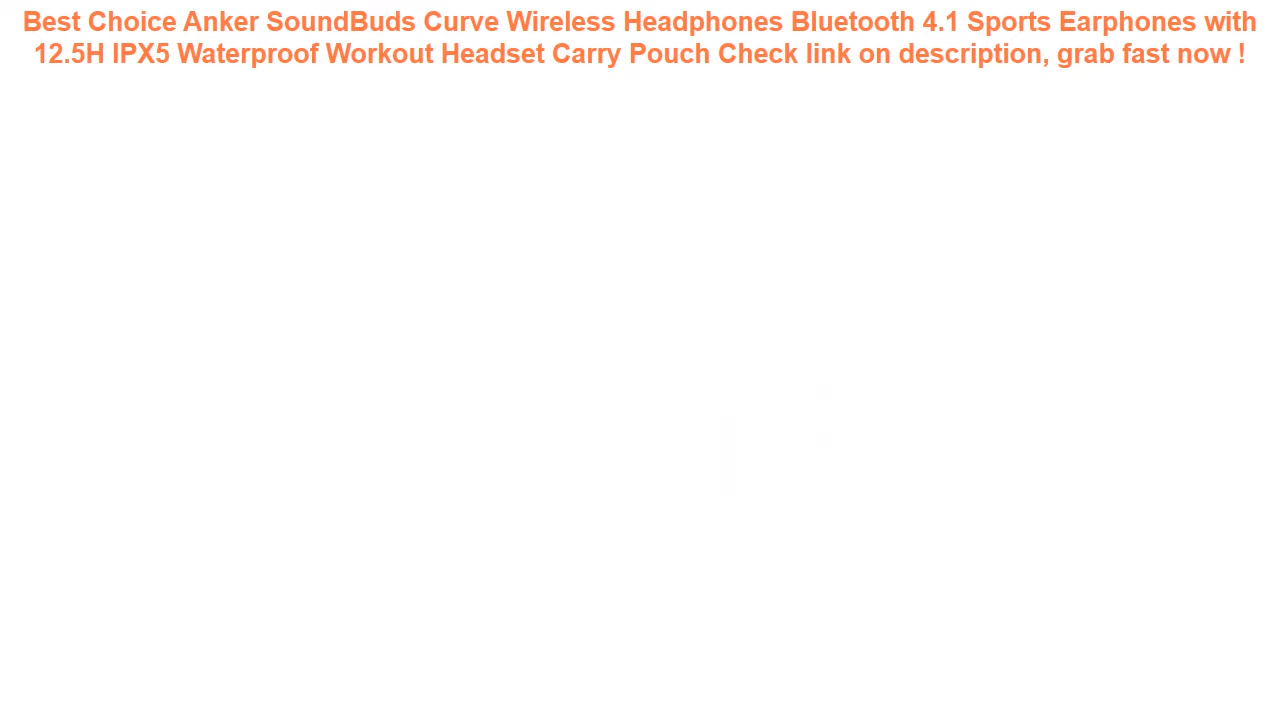 Best Choice Anker SoundBuds Curve Wireless Headphones Bluetooth 4.1 Sports Earphones with
12.5H IPX5 Waterproof Workout Headset Carry Pouch Check link on description, grab fast now !